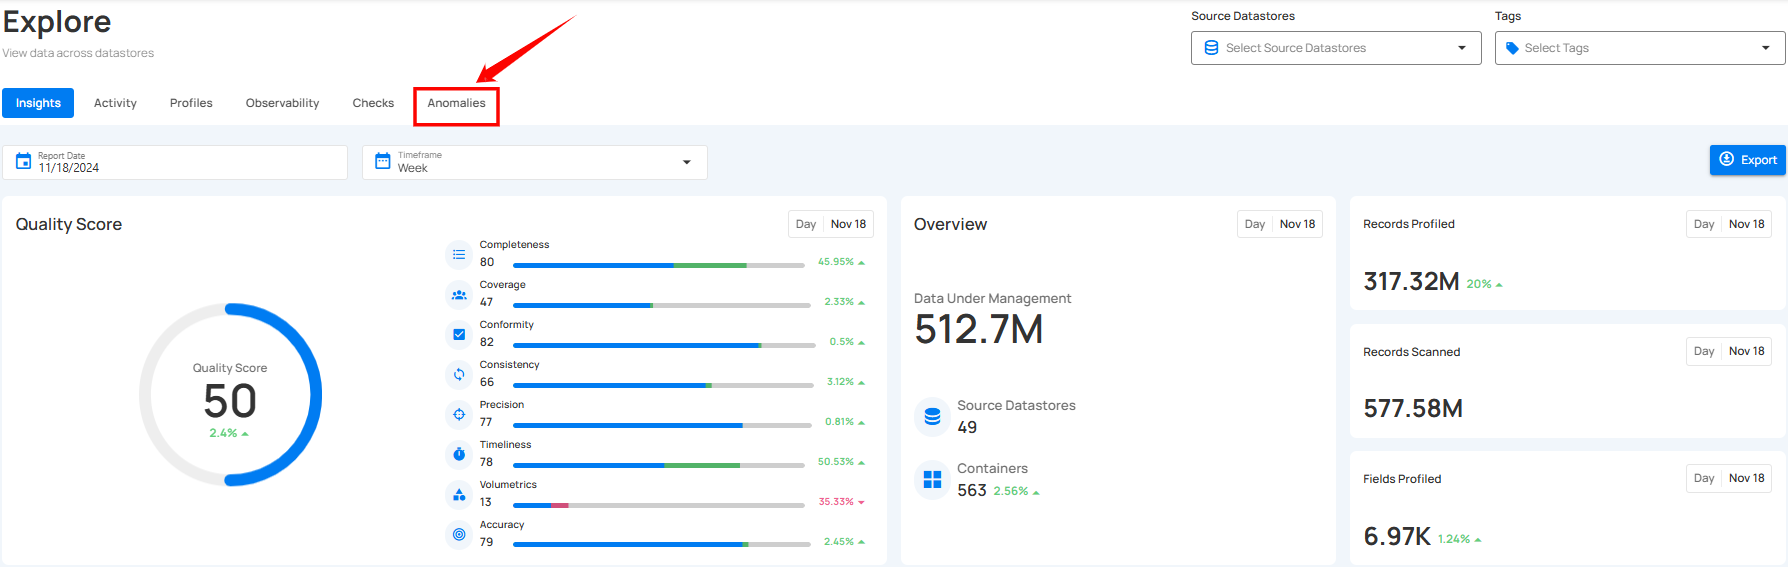 Explore
View data across datastores
Source Datastores
Select Source Datastores
Tags
Select Tags
Insights
Activity
Profiles
Observability
Checks
Anomalies
Report Date
11/18/2024
Timeframe
Week
Export
Quality Score
Day Nov 18
Quality Score
50
2.4%
Completeness
80
45.95%
Coverage
47
2.33%
Conformity
82
0.5%
Consistency
66
3.12%
Precision
77
0.81%
Timeliness
78
50.53%
Volumetrics
13
35.33%
Accuracy
79
2.45%
Overview
Day Nov 18
Data Under Management
512.7M
Source Datastores
49
Containers
563 2.56%
Records Profiled
Day Nov 18
317.32M 20%
Records Scanned
Day Nov 18
577.58M
Fields Profiled
Day Nov 18
6.97K 1.24%